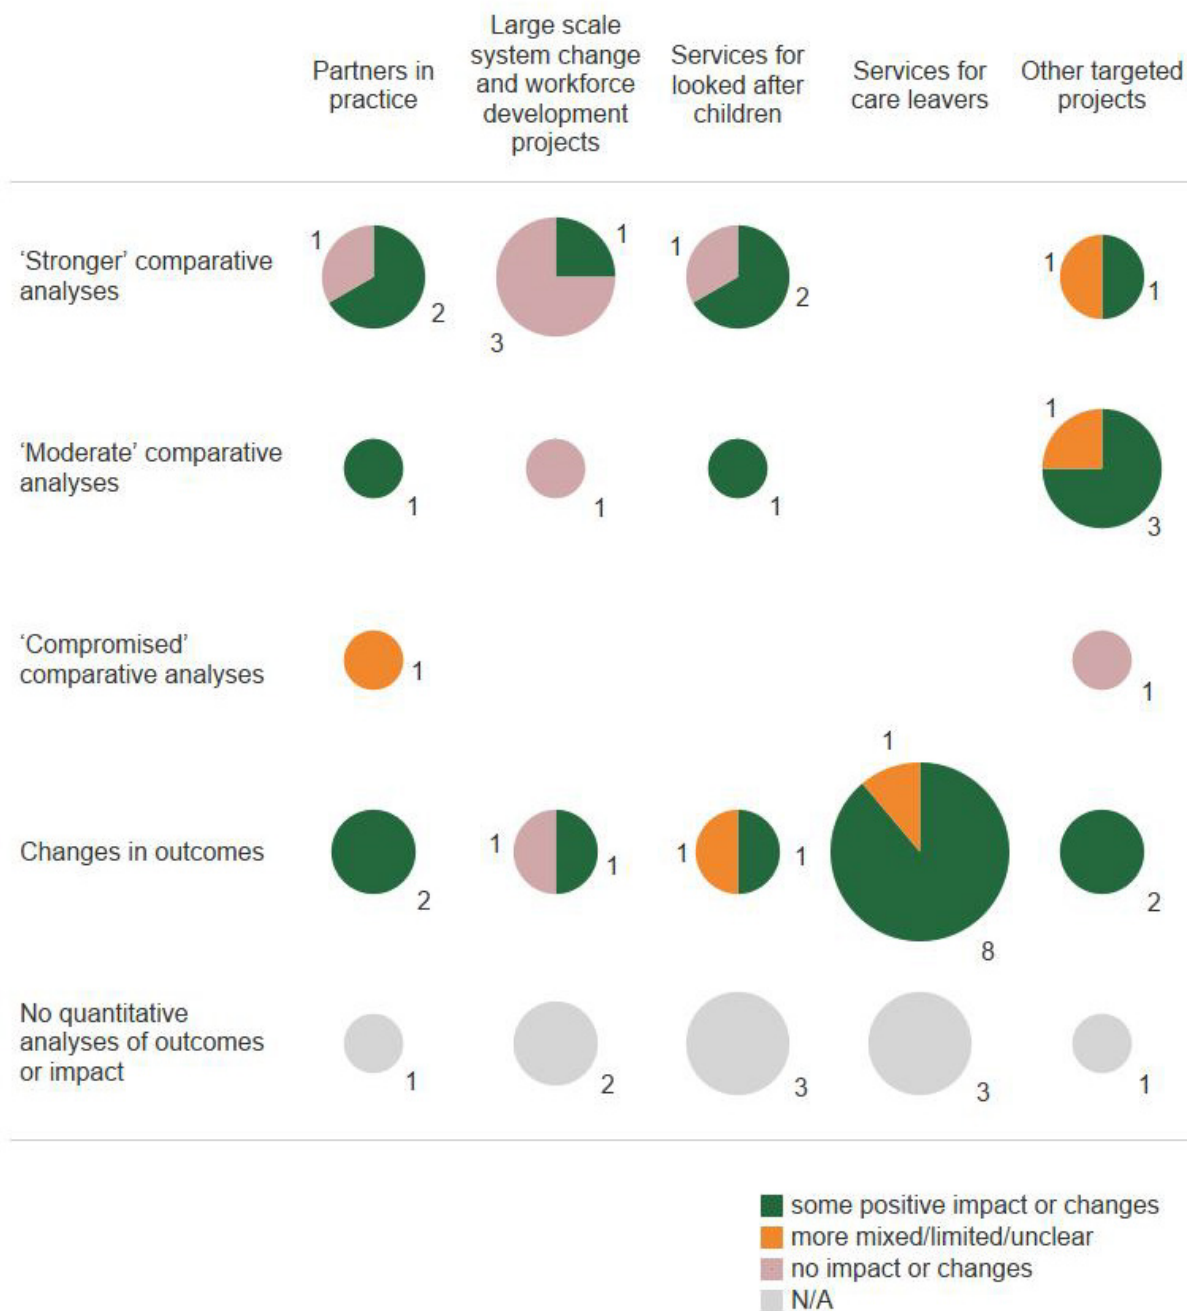 Partners in
practice
Large scale
system change
and workforce
development
projects
Services for
looked after
children
Services for
care leavers
Other targeted
projects
‘Stronger’ comparative
analyses
1
2
1
3
1
2
1
1
‘Moderate’ comparative
analyses
1
1
1
1
3
‘Compromised’
comparative analyses
1
1
Changes in outcomes
2
1
1
1
1
1
8
2
No quantitative
analyses of outcomes
or impact
1
2
3
3
1
some positive impact or changes
more mixed/limited/unclear
no impact or changes
N/A